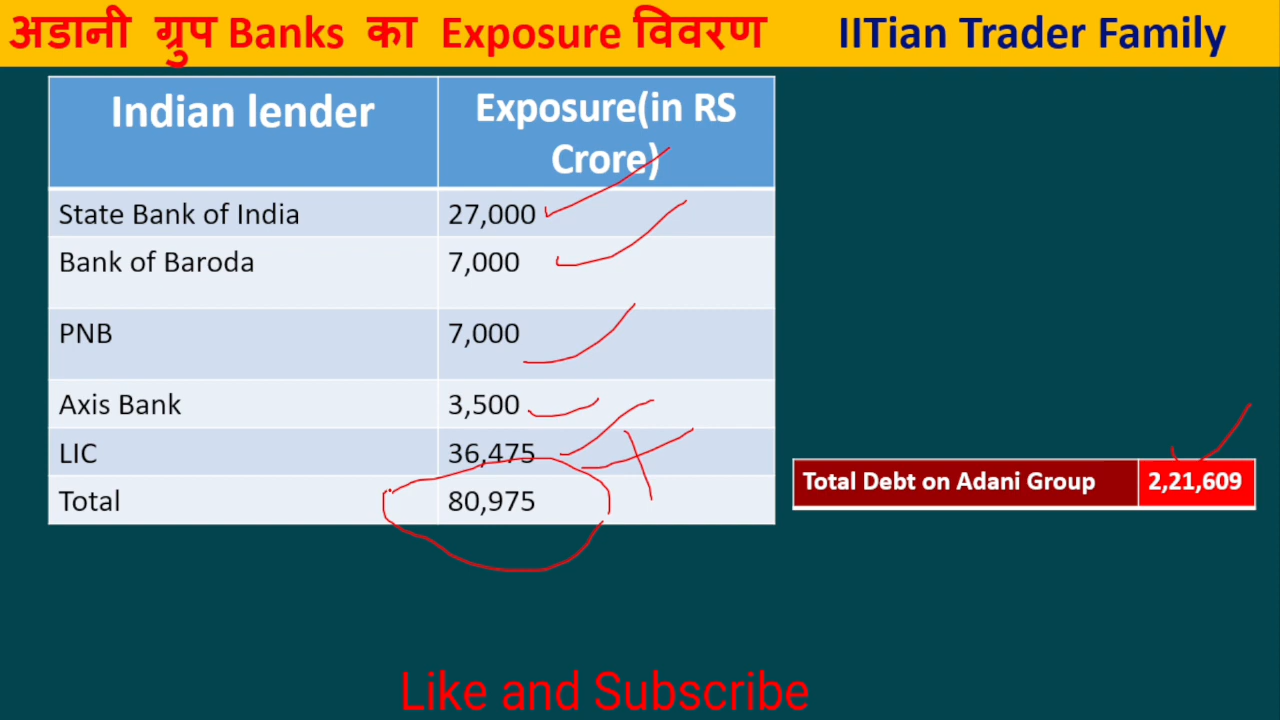 अडानी ग्रुप Banks का Exposure विवरण IITian Trader Family
Indian lender Exposure(in RS
Crore)
State Bank of India 27,000
Bank of Baroda 7,000
PNB 7,000
Axis Bank 3,500
LIC 36,475
Total Debt on Adani Group 2,21,609
Total 80,975
Like and Subscribe